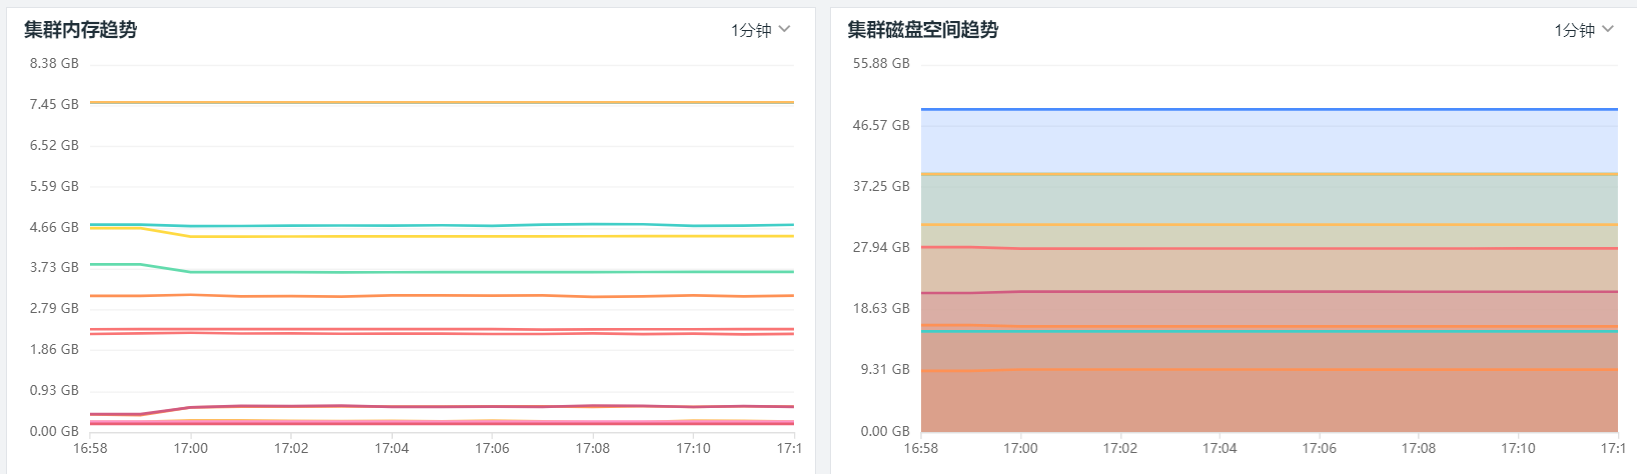 集群内存趋势
1分钟
8.38 GB
7.45 GB
6.52 GB
5.59 GB
4.66 GB
3.73 GB
2.79 GB
1.86 GB
0.93 GB
0.00 GB
16:58 17:00 17:02 17:04 17:06 17:08 17:10 17:1
集群磁盘空间趋势
1分钟
55.88 GB
46.57 GB
37.25 GB
27.94 GB
18.63 GB
9.31 GB
0.00 GB
16:58 17:00 17:02 17:04 17:06 17:08 17:10 17:1